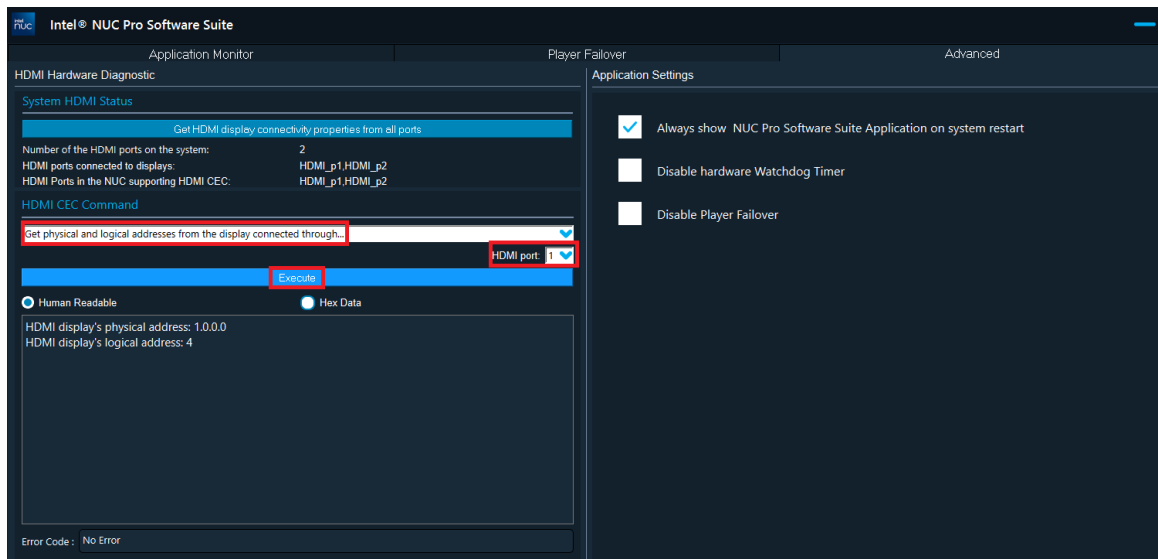 intel nuc
Intel® NUC Pro Software Suite
Application Monitor
Player Failover
Advanced
HDMI Hardware Diagnostic
System HDMI Status
Get HDMI display connectivity properties from all ports
Number of the HDMI ports on the system: 2
HDMI ports connected to displays: HDMI_p1,HDMI_p2
HDMI Ports in the NUC supporting HDMI CEC: HDMI_p1,HDMI_p2
HDMI CEC Command
Get physical and logical addresses from the display connected through...
HDMI port: 1
Execute
Human Readable
Hex Data
HDMI display's physical address: 1.0.0.0
HDMI display's logical address: 4
Error Code : No Error
Application Settings
Always show NUC Pro Software Suite Application on system restart
Disable hardware Watchdog Timer
Disable Player Failover